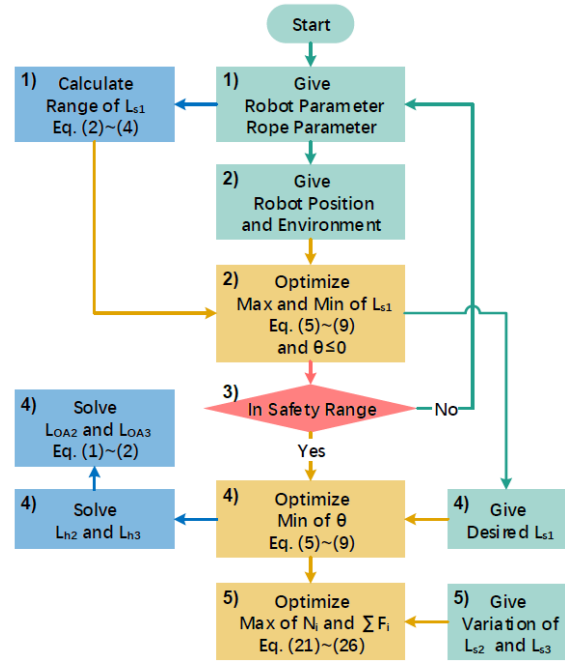 Start
1) Calculate
Range of Ls1
Eq. (2)~(4)
1) Give
Robot Parameter
Rope Parameter
2) Give
Robot Position
and Environment
2) Optimize
Max and Min of Ls1
Eq. (5)~(9)
and θ≤0
3) In Safety Range
No
Yes
4) Solve
LOA2 and LOA3
Eq. (1)~(2)
4) Solve
Lh2 and Lh3
4) Optimize
Min of θ
Eq. (5)~(9)
4) Give
Desired Ls1
5) Optimize
Max of Ni and ∑Fi
Eq. (21)~(26)
5) Give
Variation of
Ls2 and Ls3